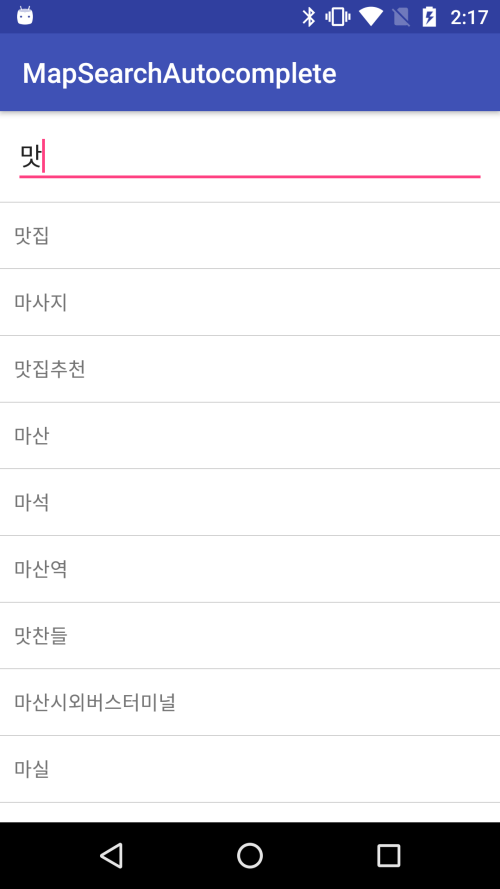 2:17
MapSearchAutocomplete
맛
맛집
마사지
맛집추천
마산
마석
마산역
맛찬들
마산시외버스터미널
마실